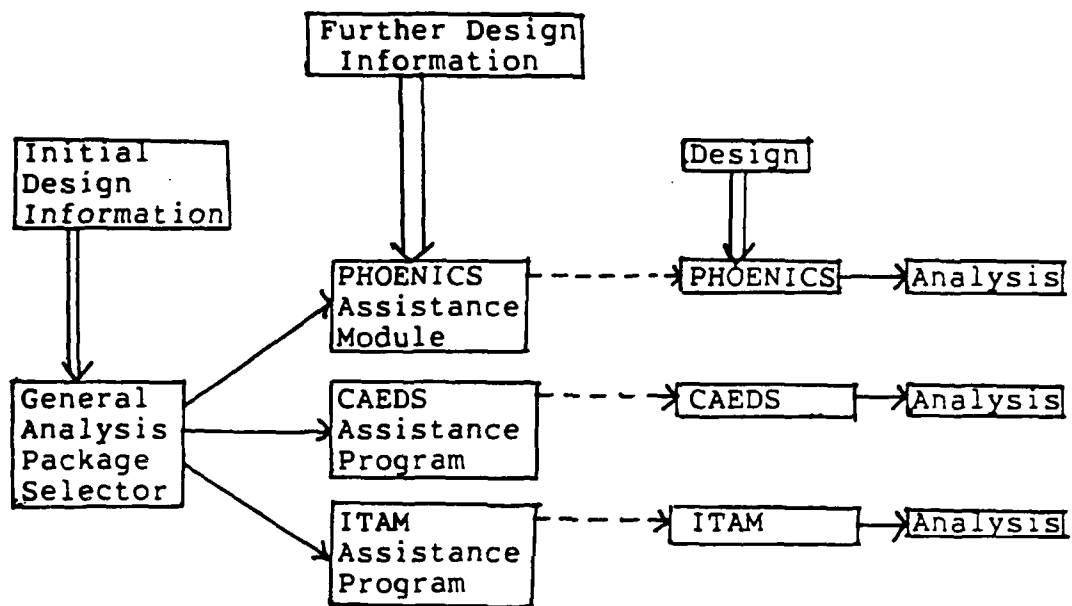 Further Design
Information
Initial
Design
Information
Design
PHOENICS
Assistance
Module
PHOENICS
Analysis
General
Analysis
Package
Selector
CAEDS
Assistance
Program
CAEDS
Analysis
ITAM
Assistance
Program
ITAM
Analysis